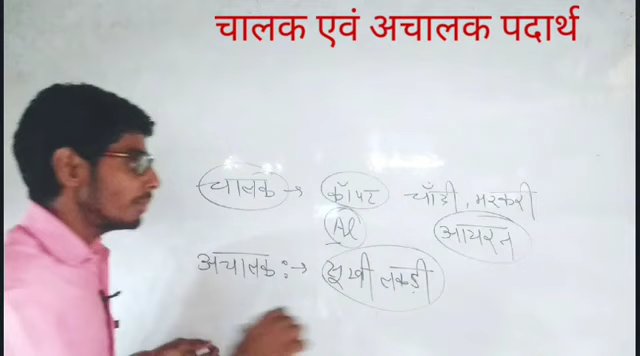 चालक एवं अचालक पदार्थ
चालक → कॉपर चाँदी, मरकरी
Al आयरन
अचालक :→ सूखी लकड़ी